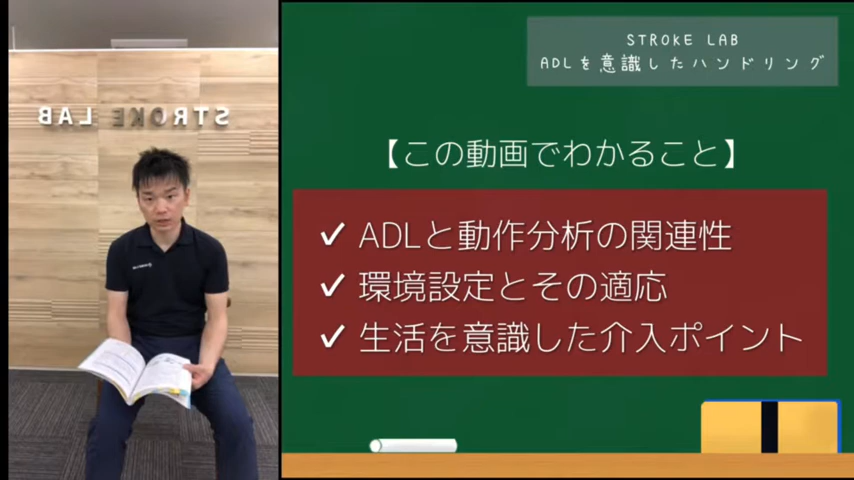 STROKE LAB
STROKE LAB
ADLを意識したハンドリング
【この動画でわかること】
✓ ADLと動作分析の関連性
✓ 環境設定とその適応
✓ 生活を意識した介入ポイント